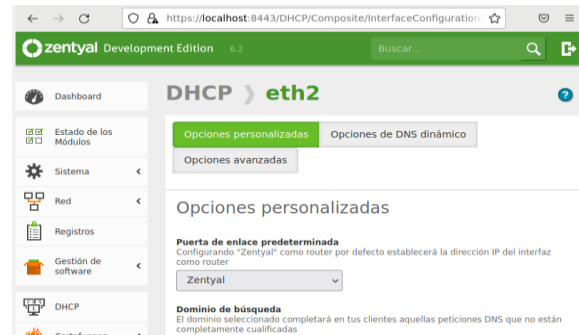 https://localhost:8443/DHCP/Composite/InterfaceConfiguration
zentyal Development Edition 6.2
Buscar...
DHCP eth2
Dashboard
Estado de los
Módulos
Sistema
Red
Registros
Gestión de
software
DHCP
Opciones personalizadas
Opciones de DNS dinámico
Opciones avanzadas
Opciones personalizadas
Puerta de enlace predeterminada
Configurando "Zentyal" como router por defecto establecerá la dirección IP del interfaz
como router
Zentyal
Dominio de búsqueda
El dominio seleccionado completará en tus clientes aquellas peticiones DNS que no están
completamente cualificadas